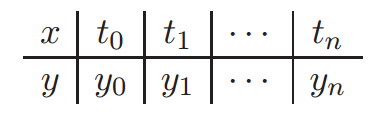 x t₀ t₁ ⋯ tₙ
y y₀ y₁ ⋯ yₙ